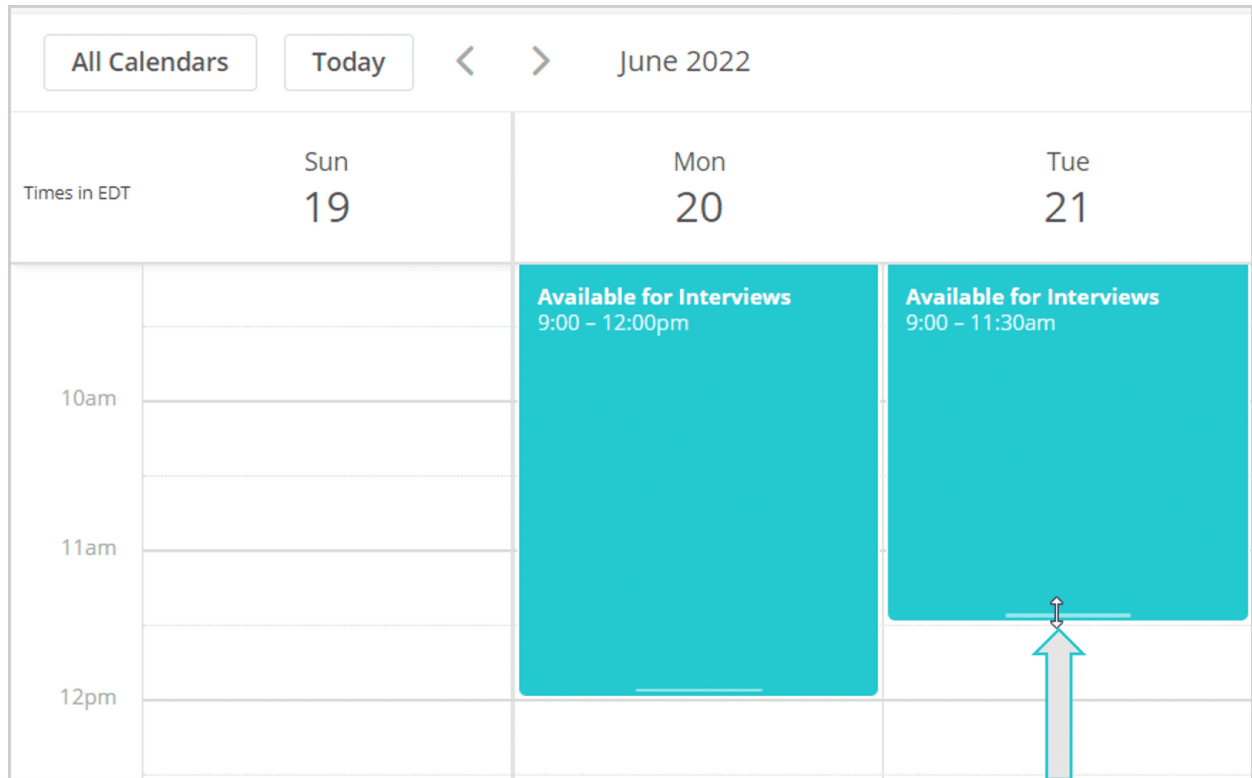 All Calendars Today June 2022
Sun Mon Tue
Times in EDT
19 20 21
Available for Interviews Available for Interviews
9:00 – 12:00pm 9:00 – 11:30am
10am
11am
12pm